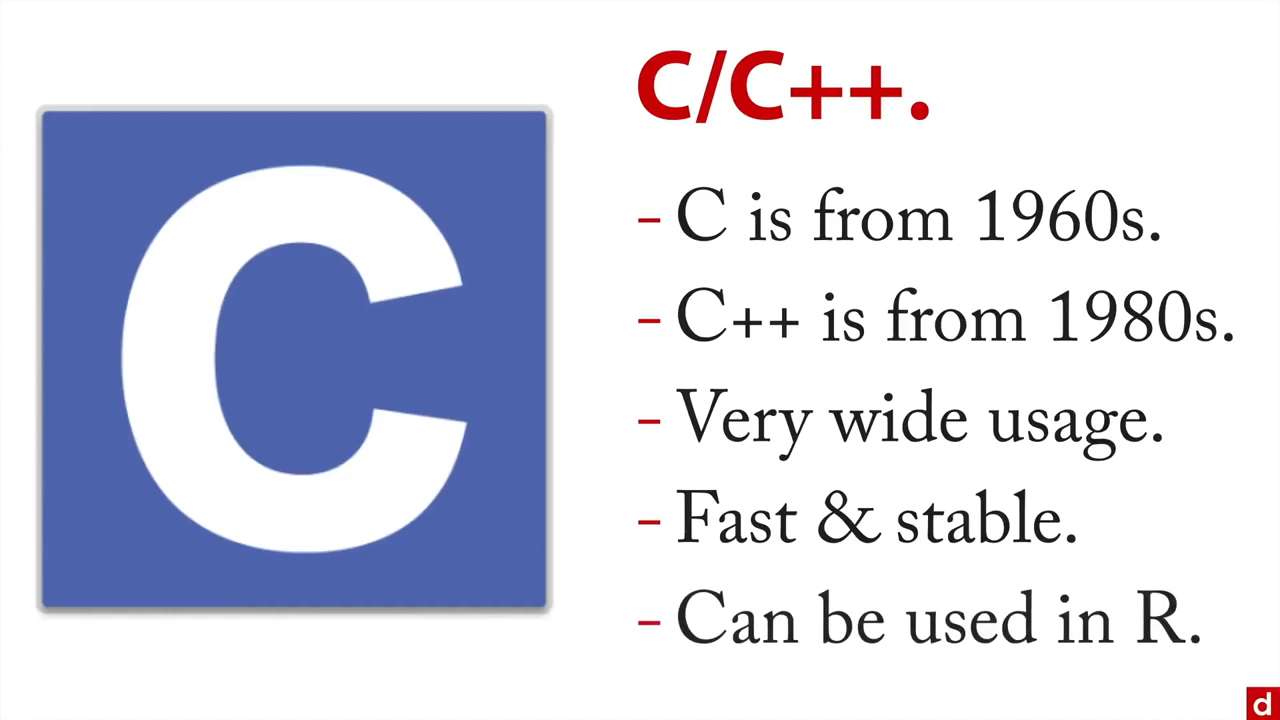 C
C/C++.
– C is from 1960s.
– C++ is from 1980s.
– Very wide usage.
– Fast & stable.
– Can be used in R.
d